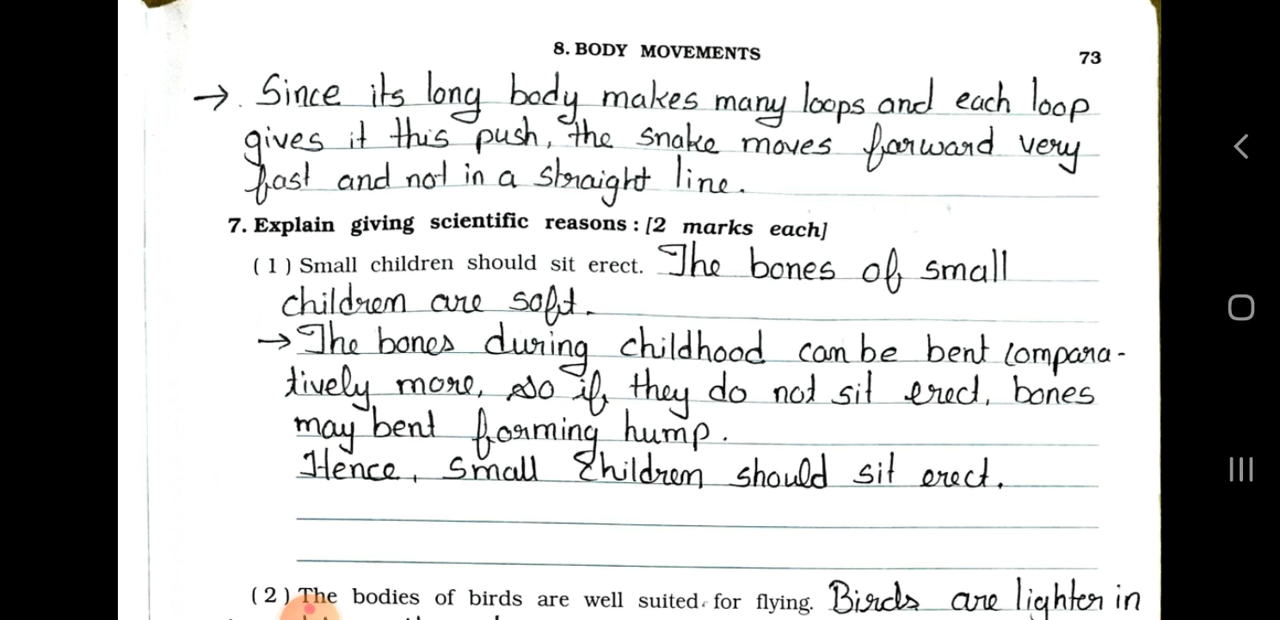 8. BODY MOVEMENTS 73
→ Since its long body makes many loops and each loop
gives it this push, the snake moves forward very
fast and not in a straight line.
7. Explain giving scientific reasons : [2 marks each]
( 1 ) Small children should sit erect. The bones of small
children are soft.
→ The bones during childhood can be bent compara-
tively more, so if they do not sit erect, bones
may bent forming hump.
Hence, Small Children should sit erect.
( 2 ) The bodies of birds are well suited for flying. Birds are lighter in